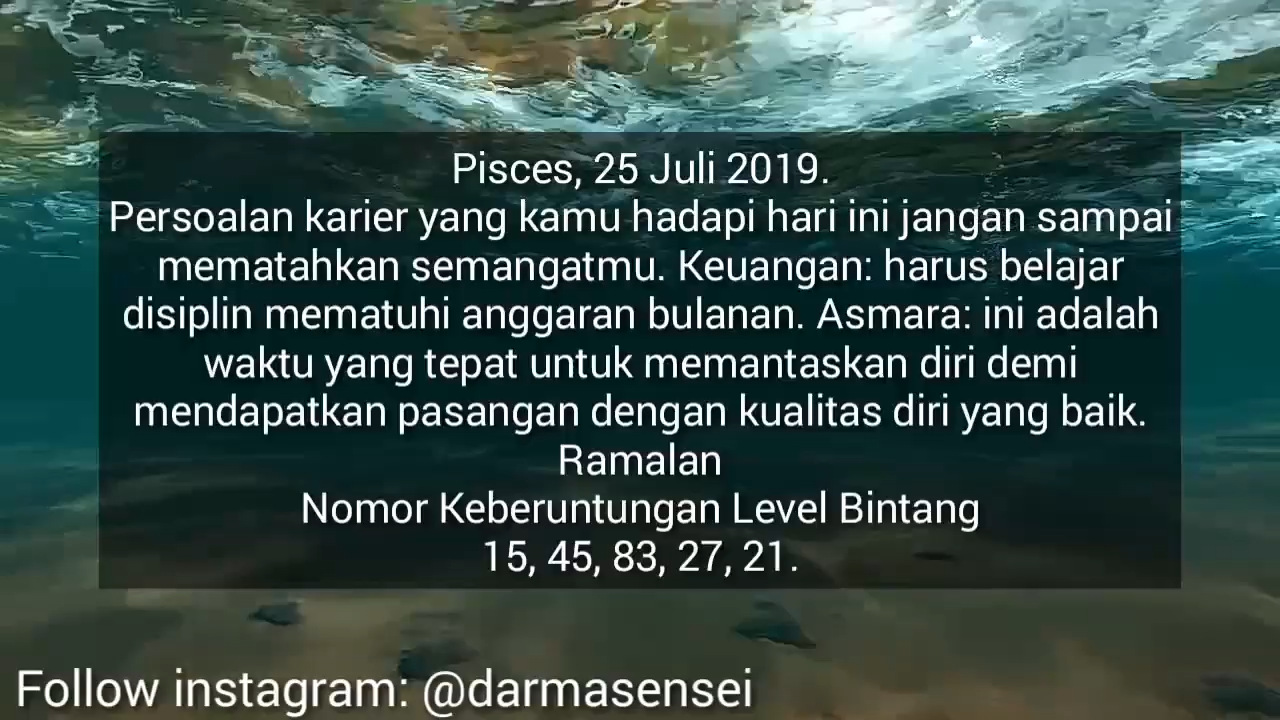 Pisces, 25 Juli 2019.
Persoalan karier yang kamu hadapi hari ini jangan sampai
mematahkan semangatmu. Keuangan: harus belajar
disiplin mematuhi anggaran bulanan. Asmara: ini adalah
waktu yang tepat untuk memantaskan diri demi
mendapatkan pasangan dengan kualitas diri yang baik.
Ramalan
Nomor Keberuntungan Level Bintang
15, 45, 83, 27, 21.
Follow instagram: @darmasensei